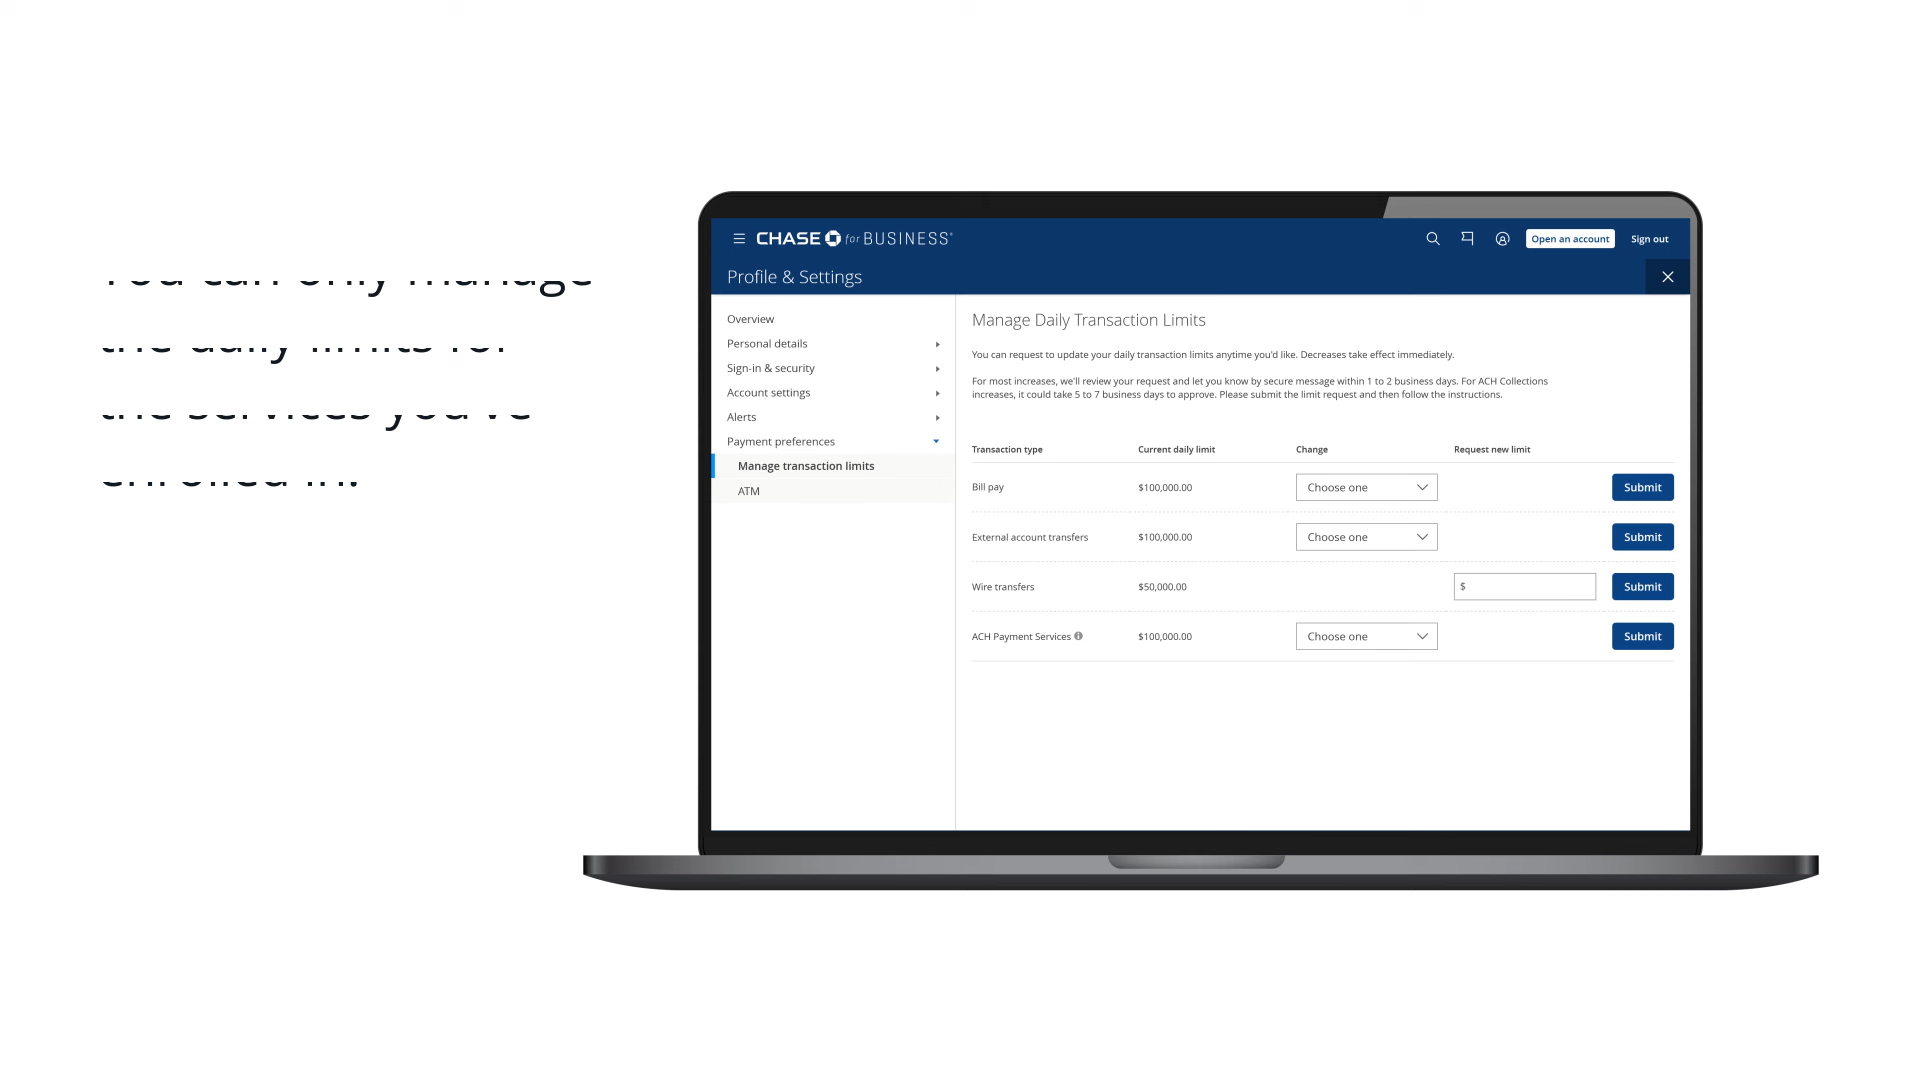 You can only manage
the daily limits for
the services you've
enrolled in.
CHASE for BUSINESS®
Open an account
Sign out
Profile & Settings
Overview
Personal details
Sign-in & security
Account settings
Alerts
Payment preferences
Manage transaction limits
ATM
Manage Daily Transaction Limits
You can request to update your daily transaction limits anytime you'd like. Decreases take effect immediately.
For most increases, we'll review your request and let you know by secure message within 1 to 2 business days. For ACH Collections
increases, it could take 5 to 7 business days to approve. Please submit the limit request and then follow the instructions.
Transaction type Current daily limit Change Request new limit
Bill pay $100,000.00 Choose one Submit
External account transfers $100,000.00 Choose one Submit
Wire transfers $50,000.00 $ Submit
ACH Payment Services $100,000.00 Choose one Submit